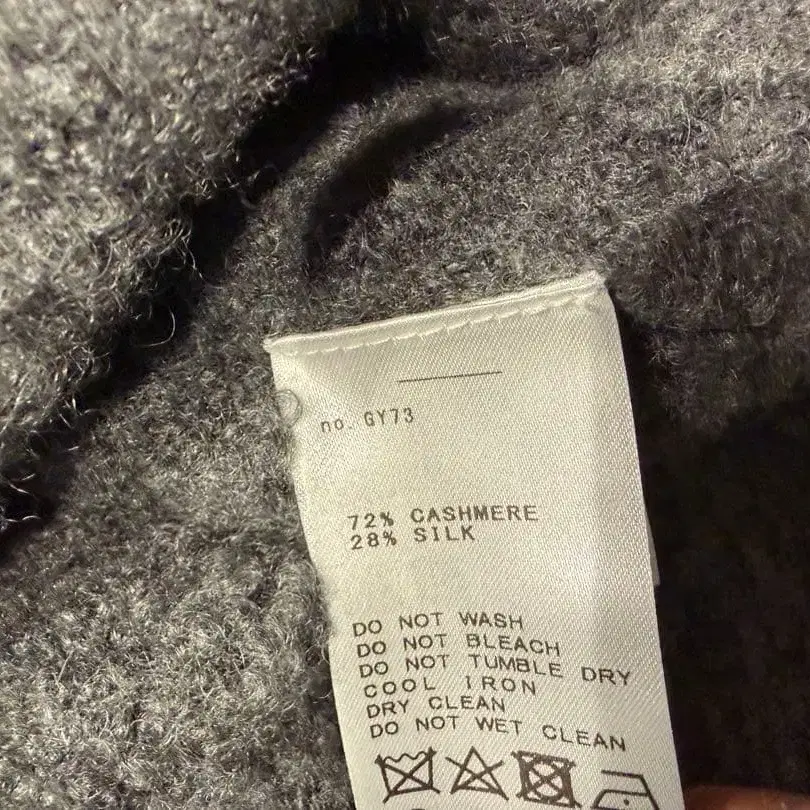 no. GY73
72% CASHMERE
28% SILK
DO NOT WASH
DO NOT BLEACH
DO NOT TUMBLE DRY
COOL IRON
DRY CLEAN
DO NOT WET CLEAN